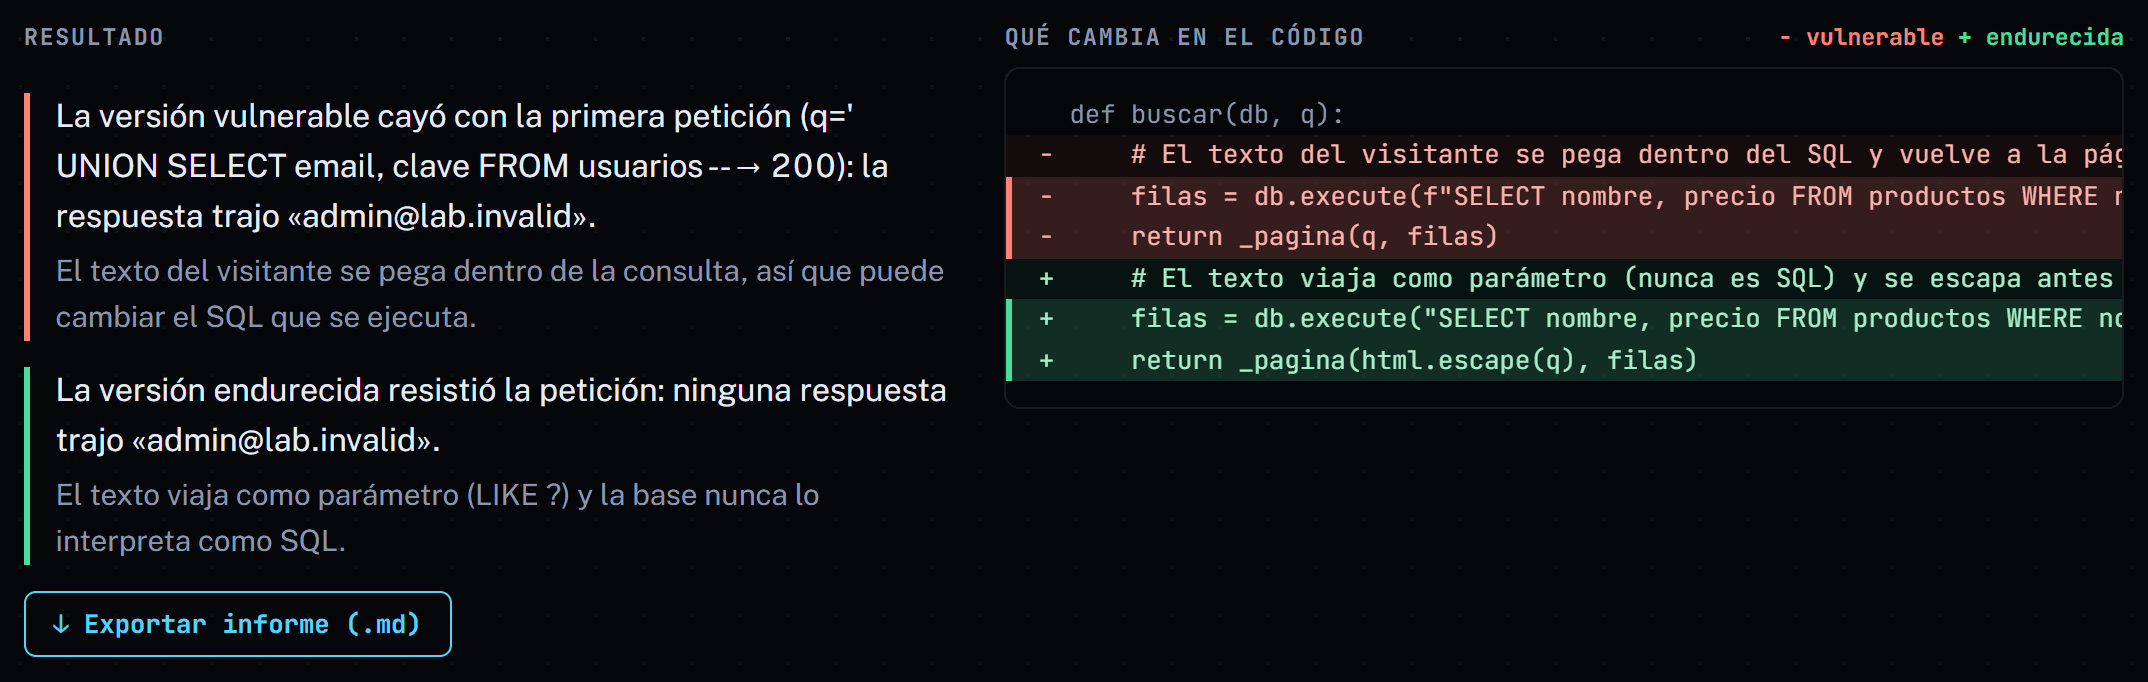 RESULTADO
La versión vulnerable cayó con la primera petición (q='
UNION SELECT email, clave FROM usuarios--→ 200): la
respuesta trajo «admin@lab.invalid».
El texto del visitante se pega dentro de la consulta, así que puede
cambiar el SQL que se ejecuta.
La versión endurecida resistió la petición: ninguna respuesta
trajo «admin@lab.invalid».
El texto viaja como parámetro (LIKE ?) y la base nunca lo
interpreta como SQL.
↓ Exportar informe (.md)
QUÉ CAMBIA EN EL CÓDIGO
- vulnerable + endurecida
def buscar(db, q):
- # El texto del visitante se pega dentro del SQL y vuelve a la
- filas = db.execute(f"SELECT nombre, precio FROM productos WHERE
- return _pagina(q, filas)
+ # El texto viaja como parámetro (nunca es SQL) y se escapa antes
+ filas = db.execute("SELECT nombre, precio FROM productos WHERE
+ return _pagina(html.escape(q), filas)